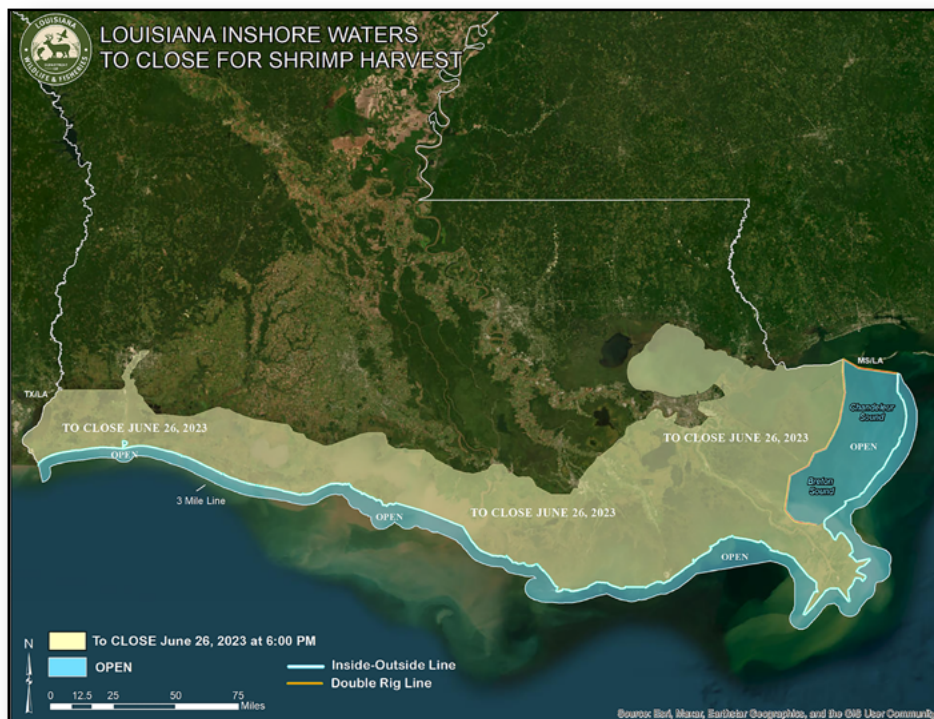 LOUISIANA
WILDLIFE & FISHERIES
LOUISIANA INSHORE WATERS
TO CLOSE FOR SHRIMP HARVEST
MS/LA
TX/LA
Chandeleur
Sound
TO CLOSE JUNE 26, 2023
TO CLOSE JUNE 26, 2023
OPEN
OPEN
Breton
Sound
3 Mile Line
TO CLOSE JUNE 26, 2023
OPEN
OPEN
N
To CLOSE June 26, 2023 at 6:00 PM
OPEN
Inside-Outside Line
Double Rig Line
0 12.5 25 50 75
Miles
Source: Esri, Maxar, Earthstar Geographics, and the GIS User Communi